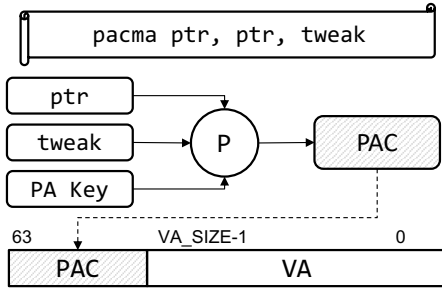 pacma ptr, ptr, tweak
ptr
tweak
P
PAC
PA Key
63 VA_SIZE-1 0
PAC VA